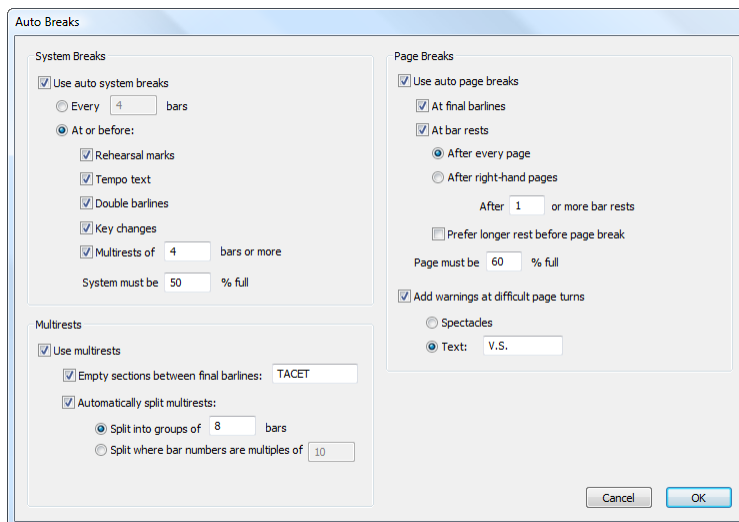 Auto Breaks
System Breaks
Use auto system breaks
Every 4 bars
At or before:
Rehearsal marks
Tempo text
Double barlines
Key changes
Multirests of 4 bars or more
System must be 50 % full
Multirests
Use multirests
Empty sections between final barlines: TACET
Automatically split multirests:
Split into groups of 8 bars
Split where bar numbers are multiples of 10
Page Breaks
Use auto page breaks
At final barlines
At bar rests
After every page
After right-hand pages
After 1 or more bar rests
Prefer longer rest before page break
Page must be 60 % full
Add warnings at difficult page turns
Spectacles
Text: V.S.
Cancel OK